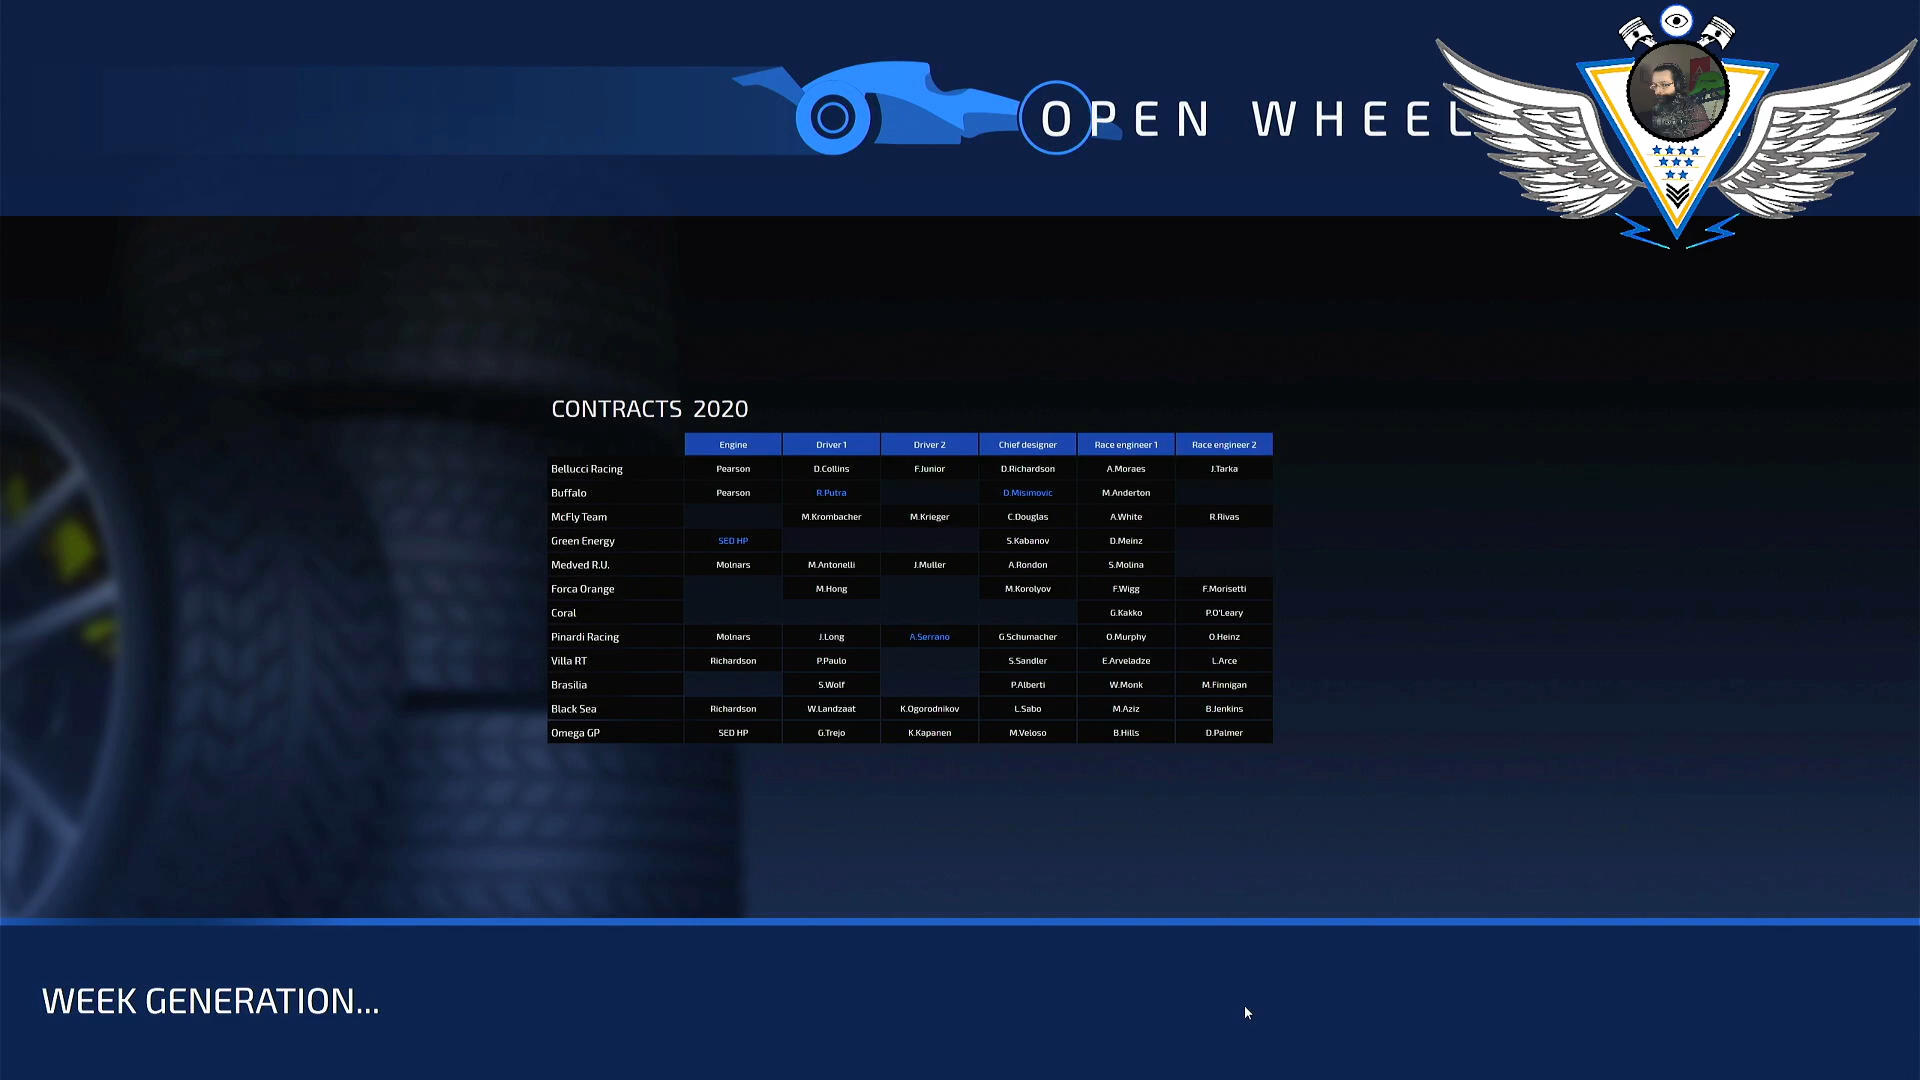 OPEN WHEEL
CONTRACTS 2020
Engine Driver 1 Driver 2 Chief designer Race engineer 1 Race engineer 2
Bellucci Racing Pearson D.Collins F.Junior D.Richardson A.Moraes J.Tarka
Buffalo Pearson R.Putra D.Misimovic M.Anderton
McFly Team M.Krombacher M.Krieger C.Douglas A.White R.Rivas
Green Energy SED HP S.Kabanov D.Meinz
Medved R.U. Molnars M.Antonelli J.Muller A.Rondon S.Molina
Forca Orange M.Hong M.Korolyov F.Wigg F.Morisetti
Coral G.Kakko P.O'Leary
Pinardi Racing Molnars J.Long A.Serrano G.Schumacher O.Murphy O.Heinz
Villa RT Richardson P.Paulo S.Sandler E.Arveladze L.Arce
Brasilia S.Wolf P.Alberti W.Monk M.Finnigan
Black Sea Richardson W.Landzaat K.Ogorodnikov L.Sabo M.Aziz B.Jenkins
Omega GP SED HP G.Trejo K.Kapanen M.Veloso B.Hills D.Palmer
WEEK GENERATION...